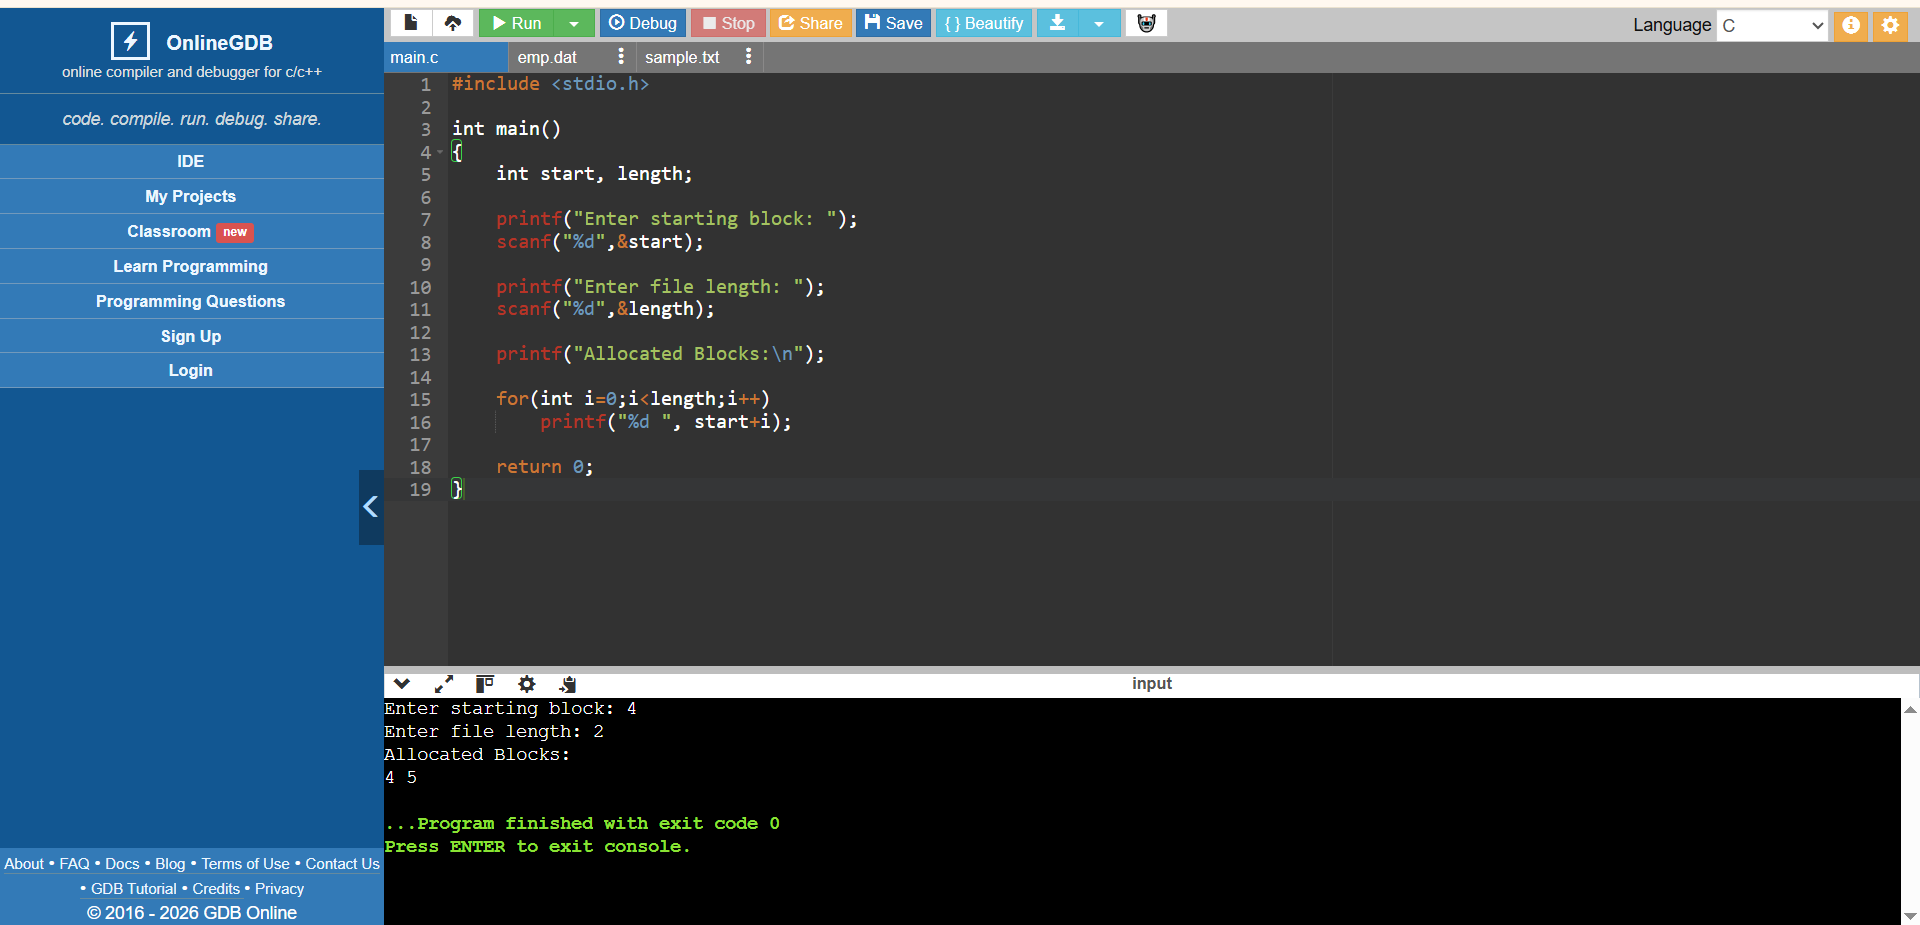 OnlineGDB
online compiler and debugger for c/c++
code. compile. run. debug. share.
IDE
My Projects
Classroom new
Learn Programming
Programming Questions
Sign Up
Login
About • FAQ • Docs • Blog • Terms of Use • Contact Us
• GDB Tutorial • Credits • Privacy
© 2016 - 2026 GDB Online
Run Debug Stop Share Save { } Beautify Language C
main.c emp.dat sample.txt
1 #include <stdio.h>
2
3 int main()
4 {
5     int start, length;
6
7     printf("Enter starting block: ");
8     scanf("%d",&start);
9
10     printf("Enter file length: ");
11     scanf("%d",&length);
12
13     printf("Allocated Blocks:\n");
14
15     for(int i=0;i<length;i++)
16         printf("%d ", start+i);
17
18     return 0;
19 }
input
Enter starting block: 4
Enter file length: 2
Allocated Blocks:
4 5
...Program finished with exit code 0
Press ENTER to exit console.